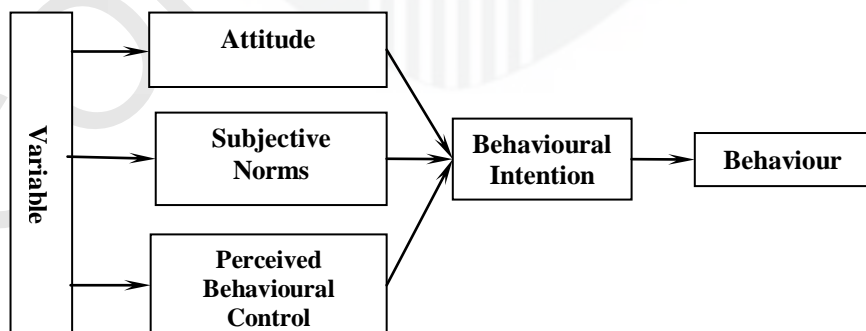 Variable
Attitude
Subjective
Norms
Perceived
Behavioural
Control
Behavioural
Intention
Behaviour